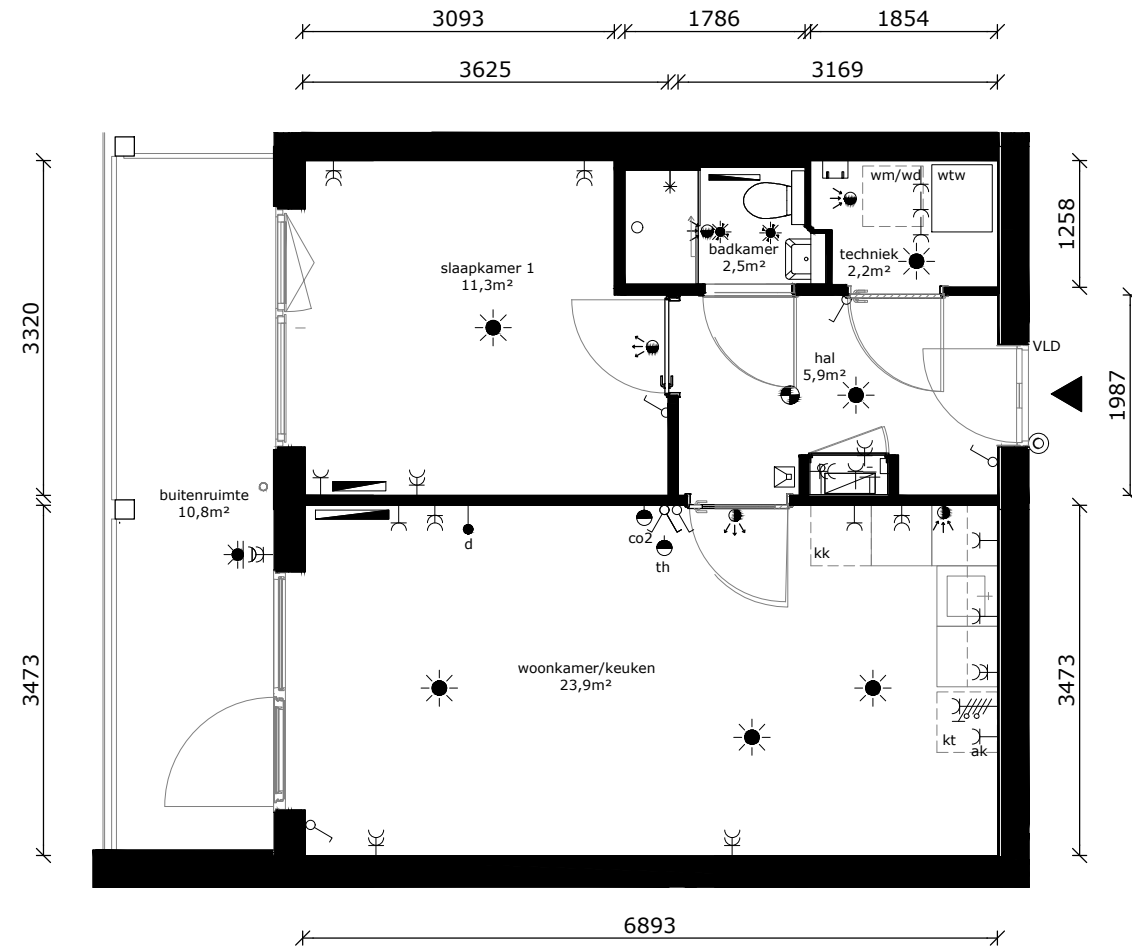 3093
1786
1854
3625
3169
wm/wd
wtw
badkamer
2,5m²
techniek
2,2m²
slaapkamer 1
11,3m²
1258
3320
VLD
hal
5,9m²
1987
buitenruimte
10,8m²
d
co2
th
kk
woonkamer/keuken
23,9m²
3473
3473
kt
ak
6893